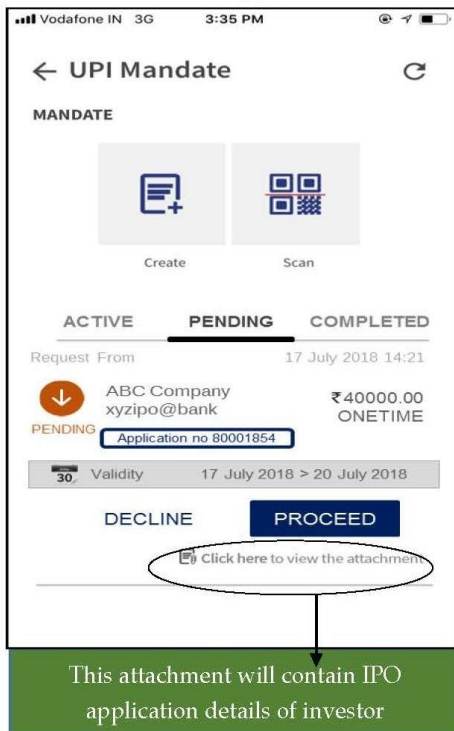 Vodafone IN 3G 3:35 PM
← UPI Mandate
MANDATE
Create Scan
ACTIVE PENDING COMPLETED
Request From 17 July 2018 14:21
ABC Company ₹40000.00
xyzipo@bank ONETIME
PENDING
Application no 80001854
30 Validity 17 July 2018 > 20 July 2018
DECLINE PROCEED
Click here to view the attachment
This attachment will contain IPO
application details of investor